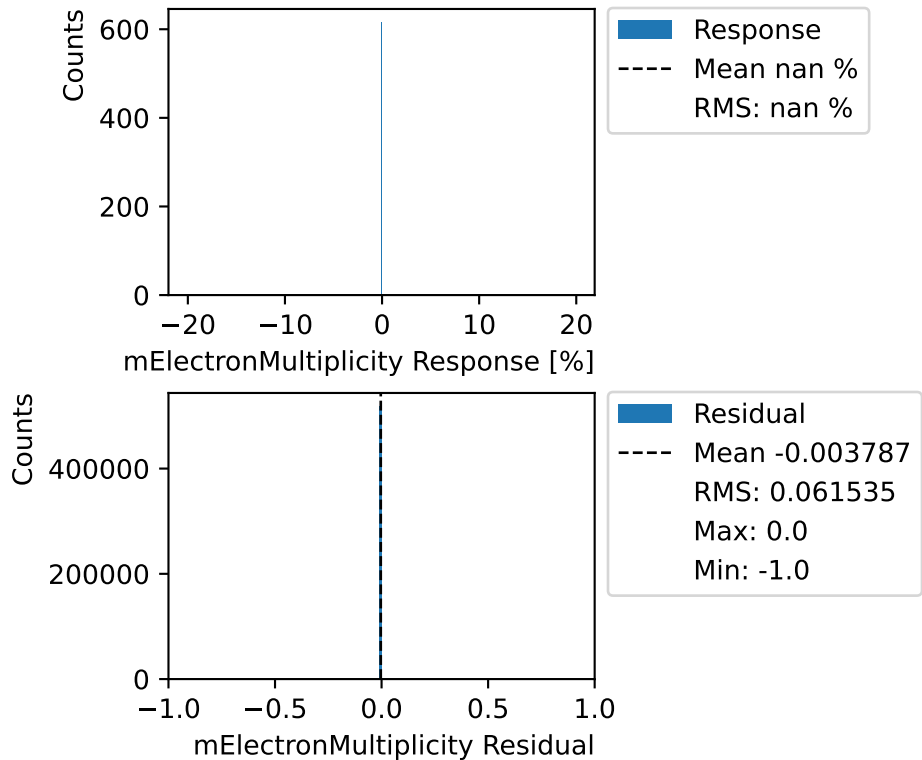 Counts
600
400
200
0
−20 −10 0 10 20
mElectronMultiplicity Response [%]
Response
Mean nan %
RMS: nan %
Counts
400000
200000
0
−1.0 −0.5 0.0 0.5 1.0
mElectronMultiplicity Residual
Residual
Mean -0.003787
RMS: 0.061535
Max: 0.0
Min: -1.0